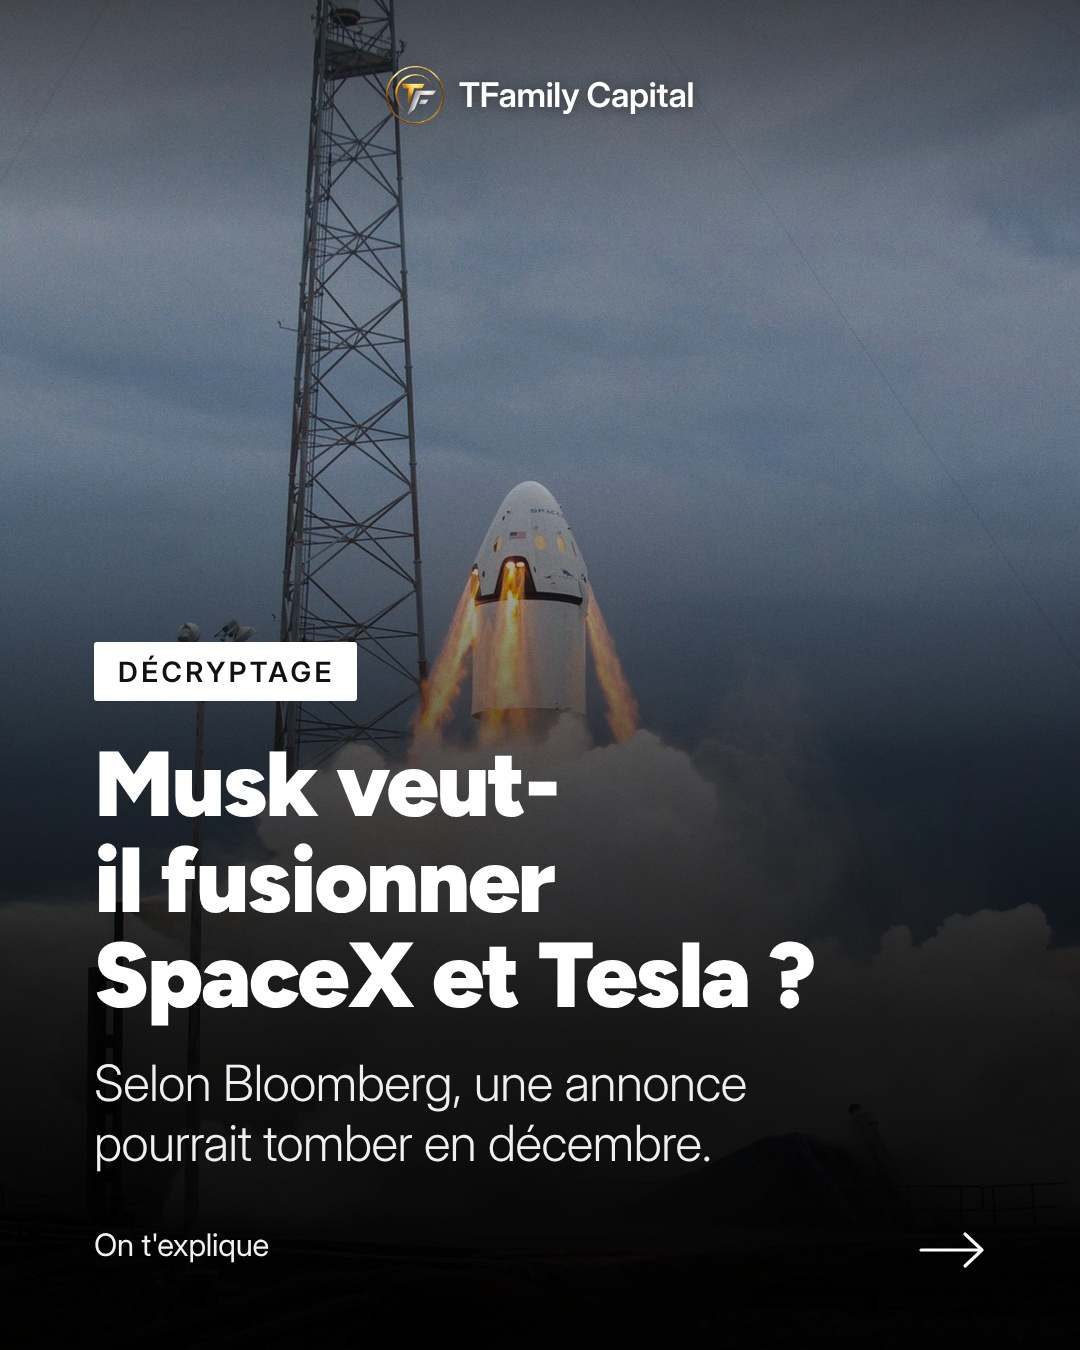 TFamily Capital
DÉCRYPTAGE
Musk veut-
il fusionner
SpaceX et Tesla ?
Selon Bloomberg, une annonce
pourrait tomber en décembre.
On t'explique